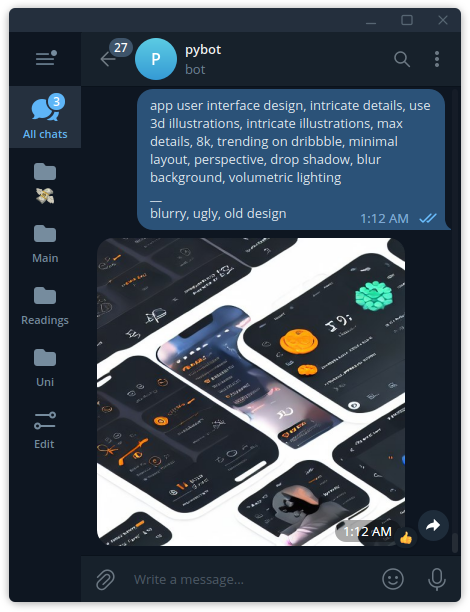 27
P
pybot
bot
3
All chats
Main
Readings
Uni
Edit
app user interface design, intricate details, use
3d illustrations, intricate illustrations, max
details, 8k, trending on dribbble, minimal
layout, perspective, drop shadow, blur
background, volumetric lighting
__
blurry, ugly, old design
1:12 AM
1:12 AM
Write a message...